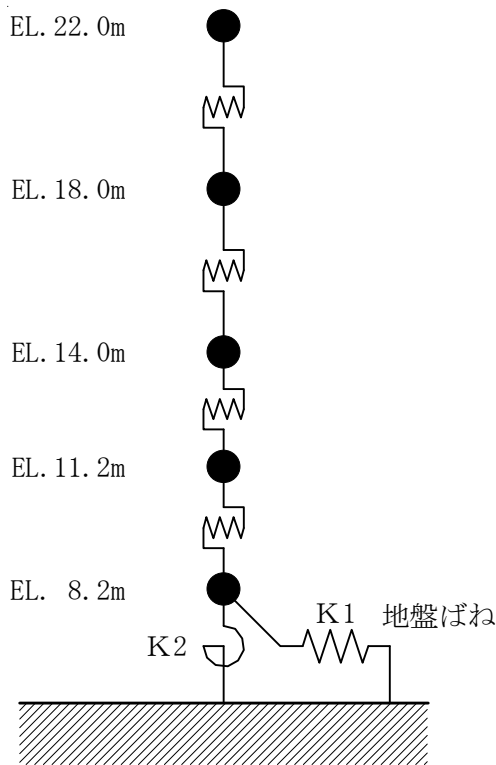 EL.22.0m
EL.18.0m
EL.14.0m
EL.11.2m
EL. 8.2m
K1 地盤ばね
K2